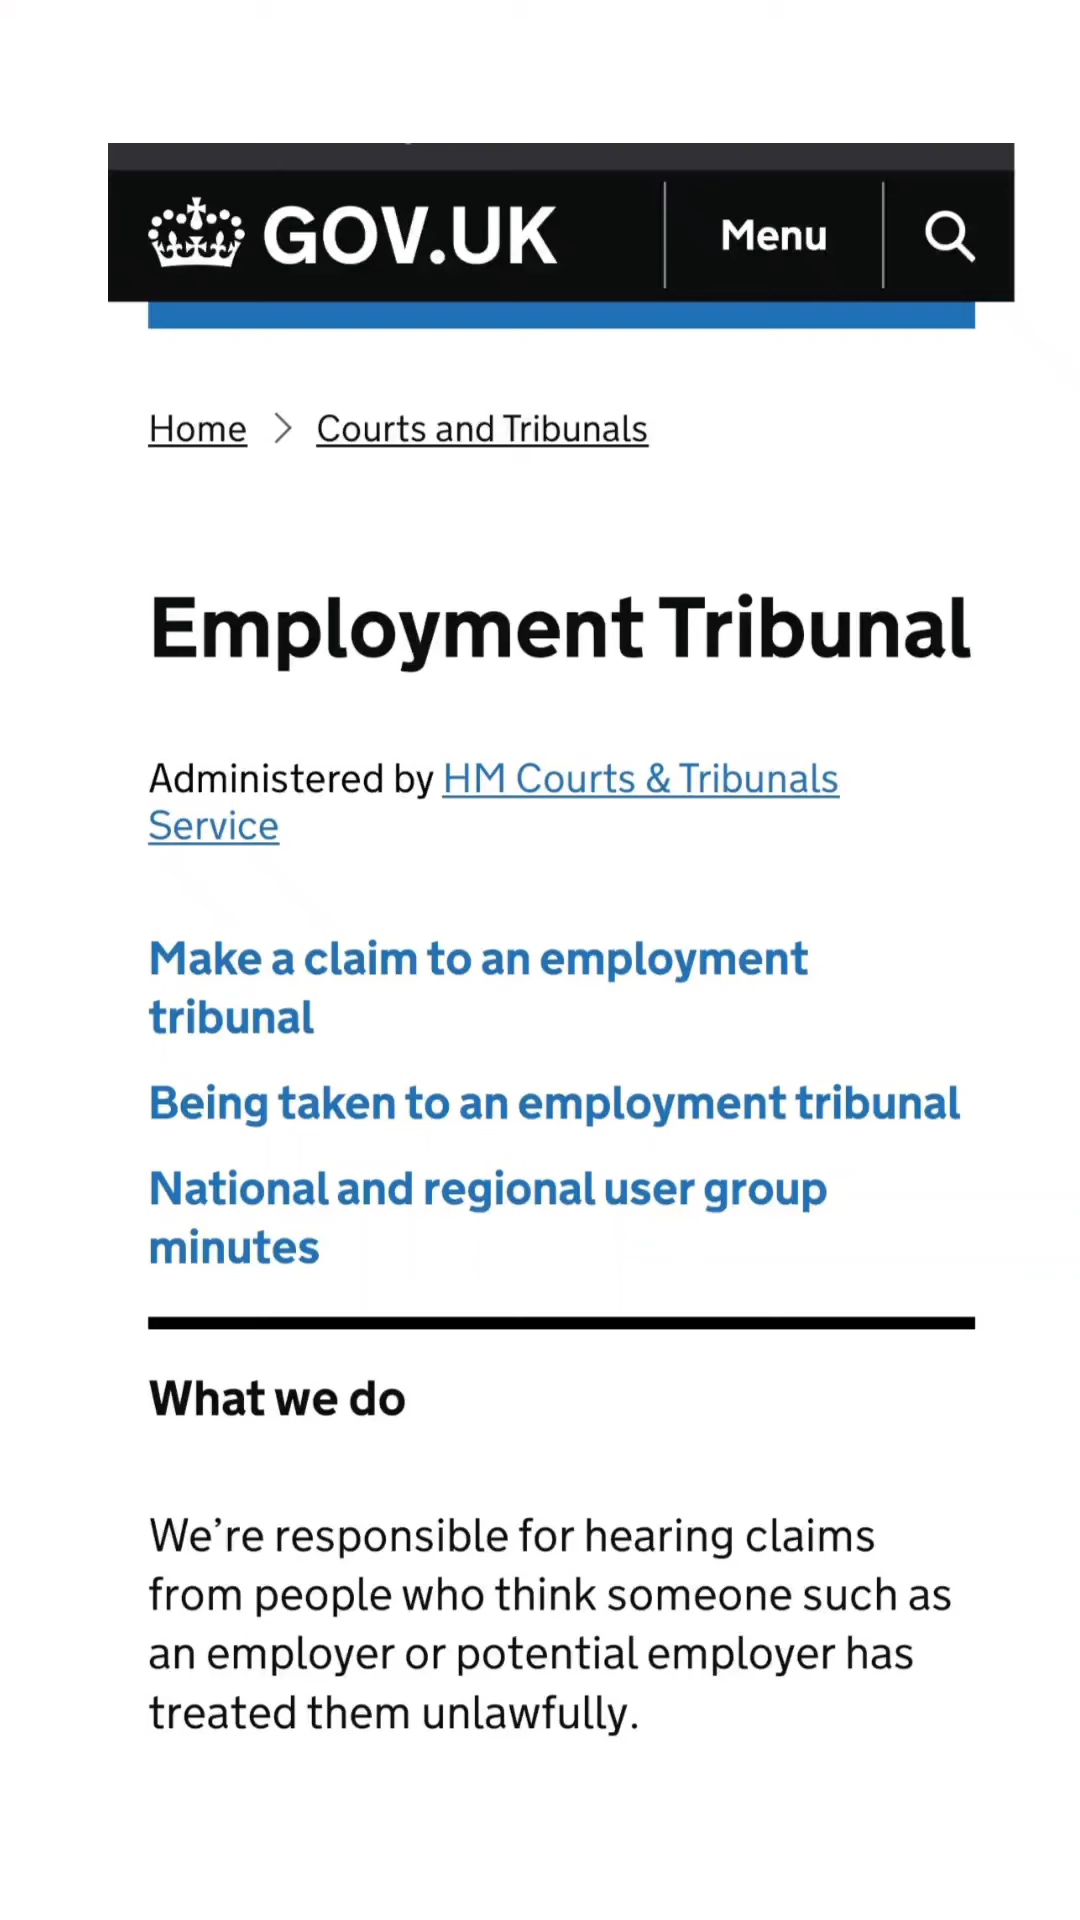 GOV.UK
Menu
Home
Courts and Tribunals
Employment Tribunal
Administered by HM Courts & Tribunals
Service
Make a claim to an employment
tribunal
Being taken to an employment tribunal
National and regional user group
minutes
What we do
We’re responsible for hearing claims
from people who think someone such as
an employer or potential employer has
treated them unlawfully.